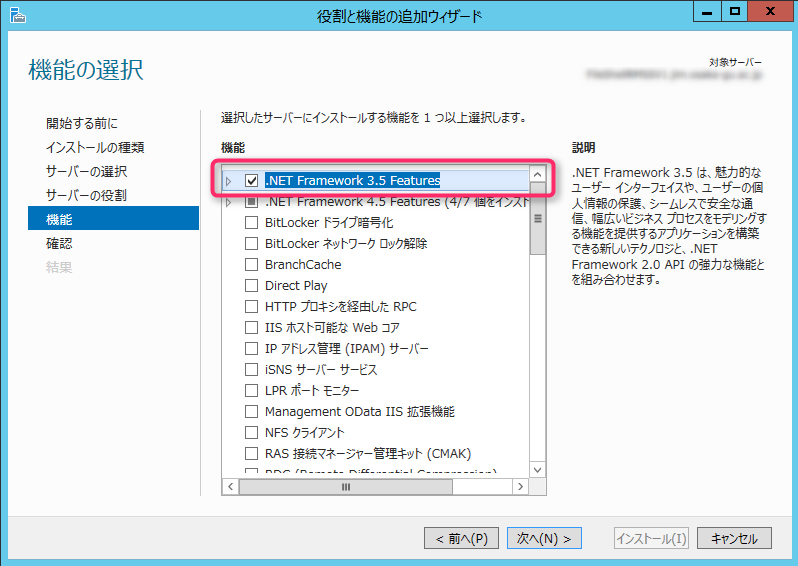 役割と機能の追加ウィザード
機能の選択
対象サーバー
開始する前に
インストールの種類
サーバーの選択
サーバーの役割
機能
確認
結果
選択したサーバーにインストールする機能を 1 つ以上選択します。
機能
.NET Framework 3.5 Features
.NET Framework 4.5 Features (4/7 個をインスト
BitLocker ドライブ暗号化
BitLocker ネットワーク ロック解除
BranchCache
Direct Play
HTTP プロキシを経由した RPC
IIS ホスト可能な Web コア
IP アドレス管理 (IPAM) サーバー
iSNS サーバー サービス
LPR ポート モニター
Management OData IIS 拡張機能
NFS クライアント
RAS 接続マネージャー管理キット (CMAK)
RDC (Remote Differential Compression)
説明
.NET Framework 3.5 は、魅力的な
ユーザー インターフェイスや、ユーザーの個
人情報の保護、シームレスで安全な通
信、幅広いビジネス プロセスをモデリングす
る機能を提供するアプリケーションを構築
できる新しいテクノロジと、.NET
Framework 2.0 API の強力な機能と
を組み合わせます。
< 前へ(P)
次へ(N) >
インストール(I)
キャンセル